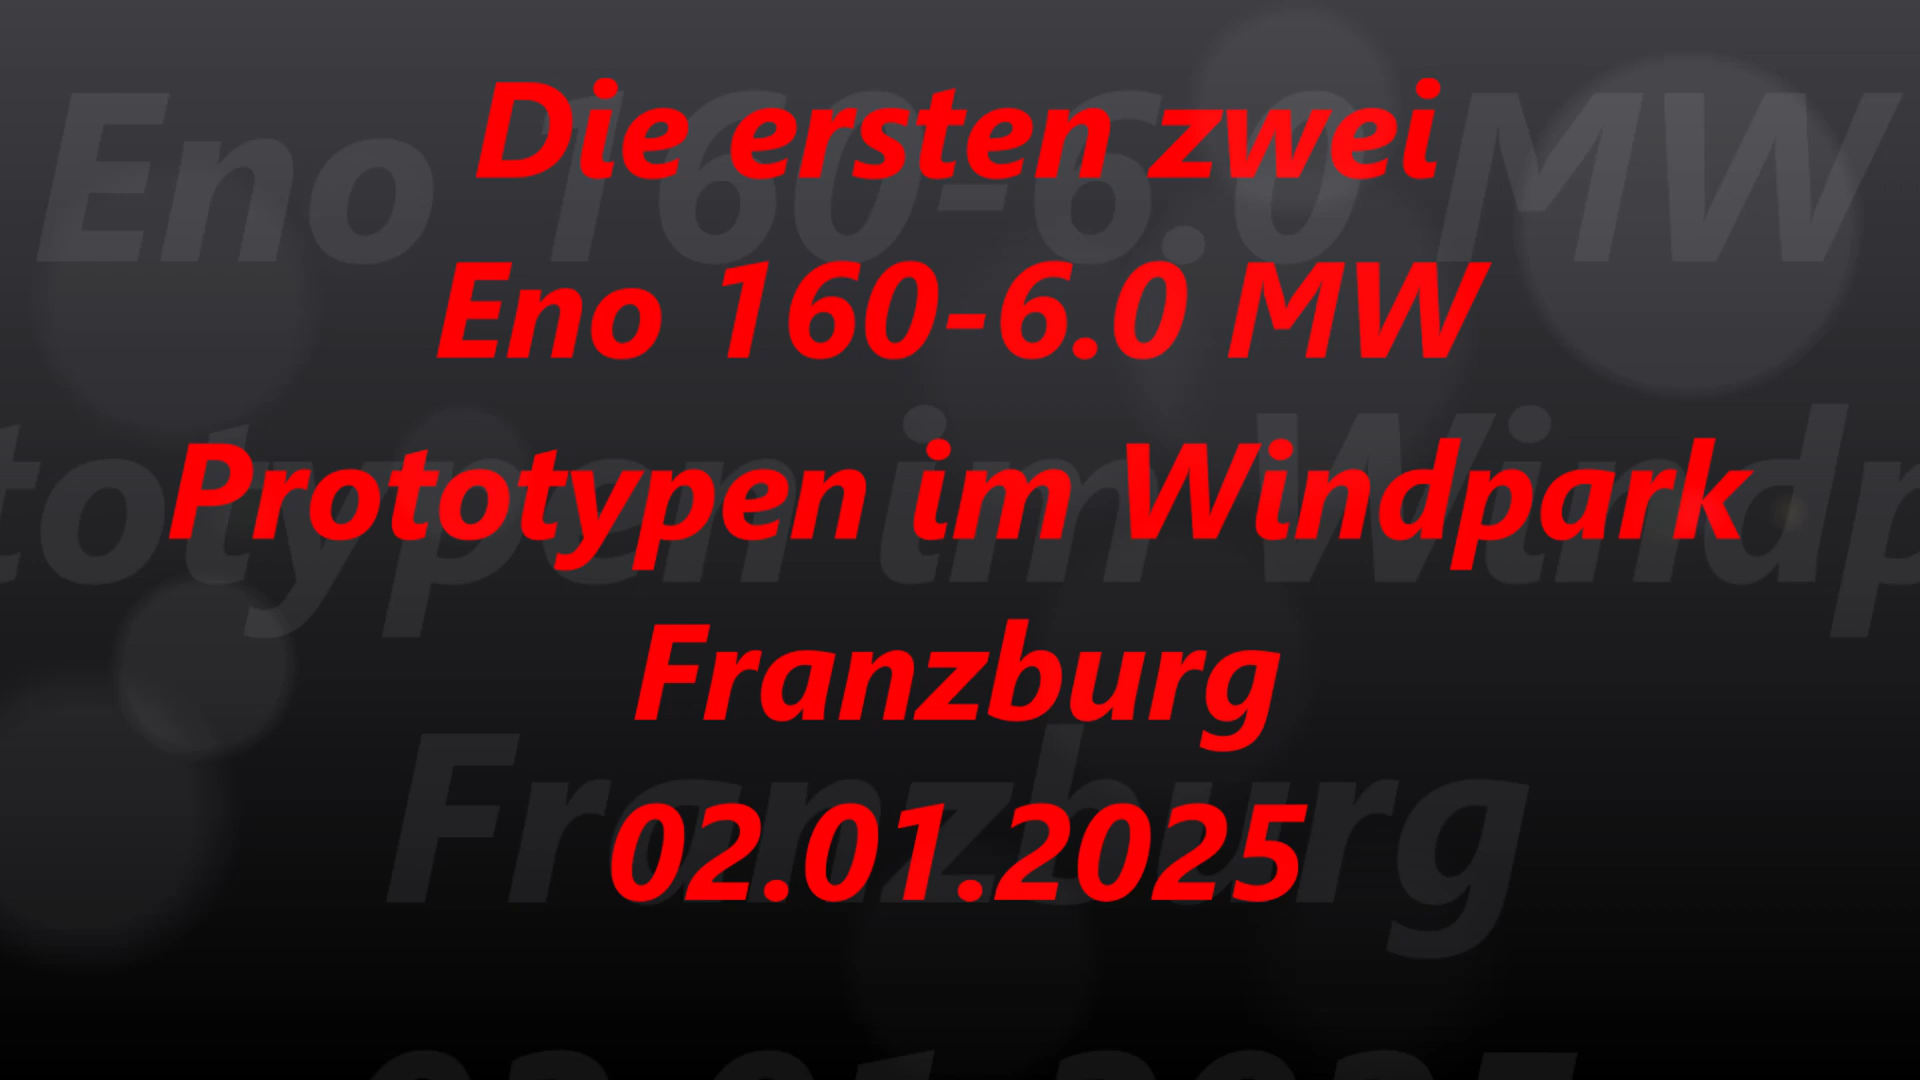 Die ersten zwei
Eno 160-6.0 MW
Prototypen im Windpark
Franzburg
02.01.2025